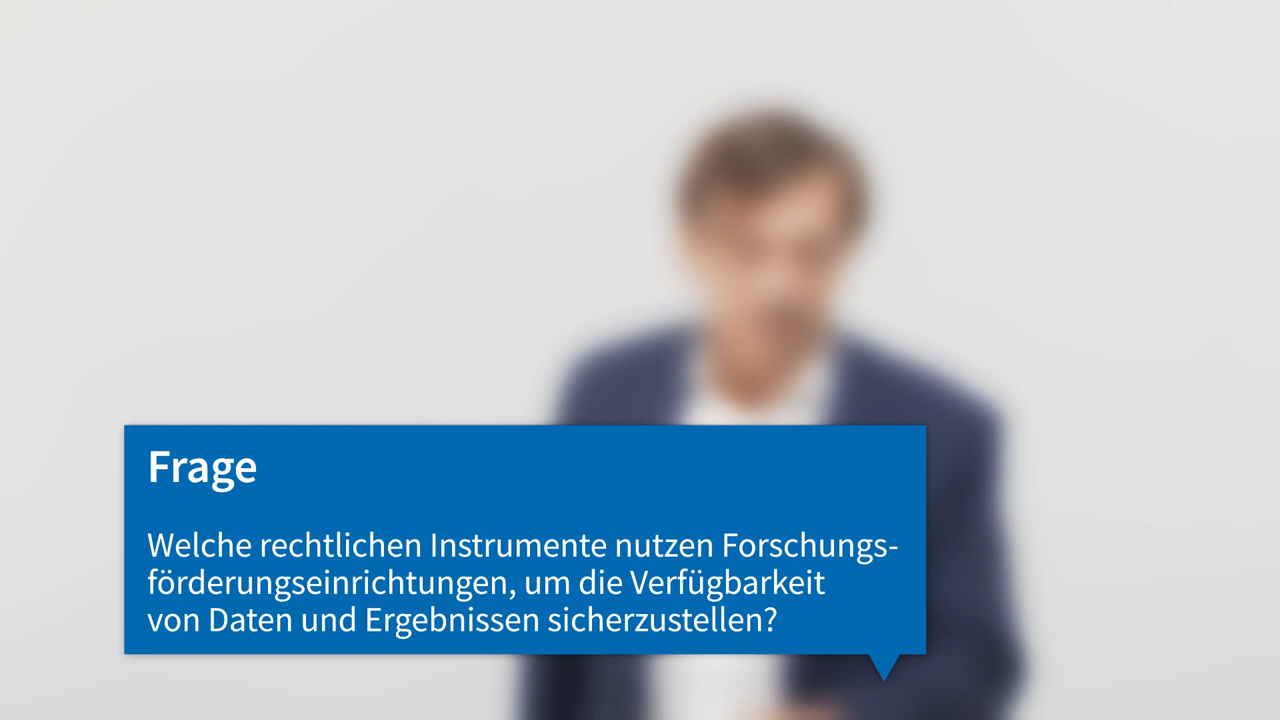 Frage
Welche rechtlichen Instrumente nutzen Forschungs-
förderungseinrichtungen, um die Verfügbarkeit
von Daten und Ergebnissen sicherzustellen?